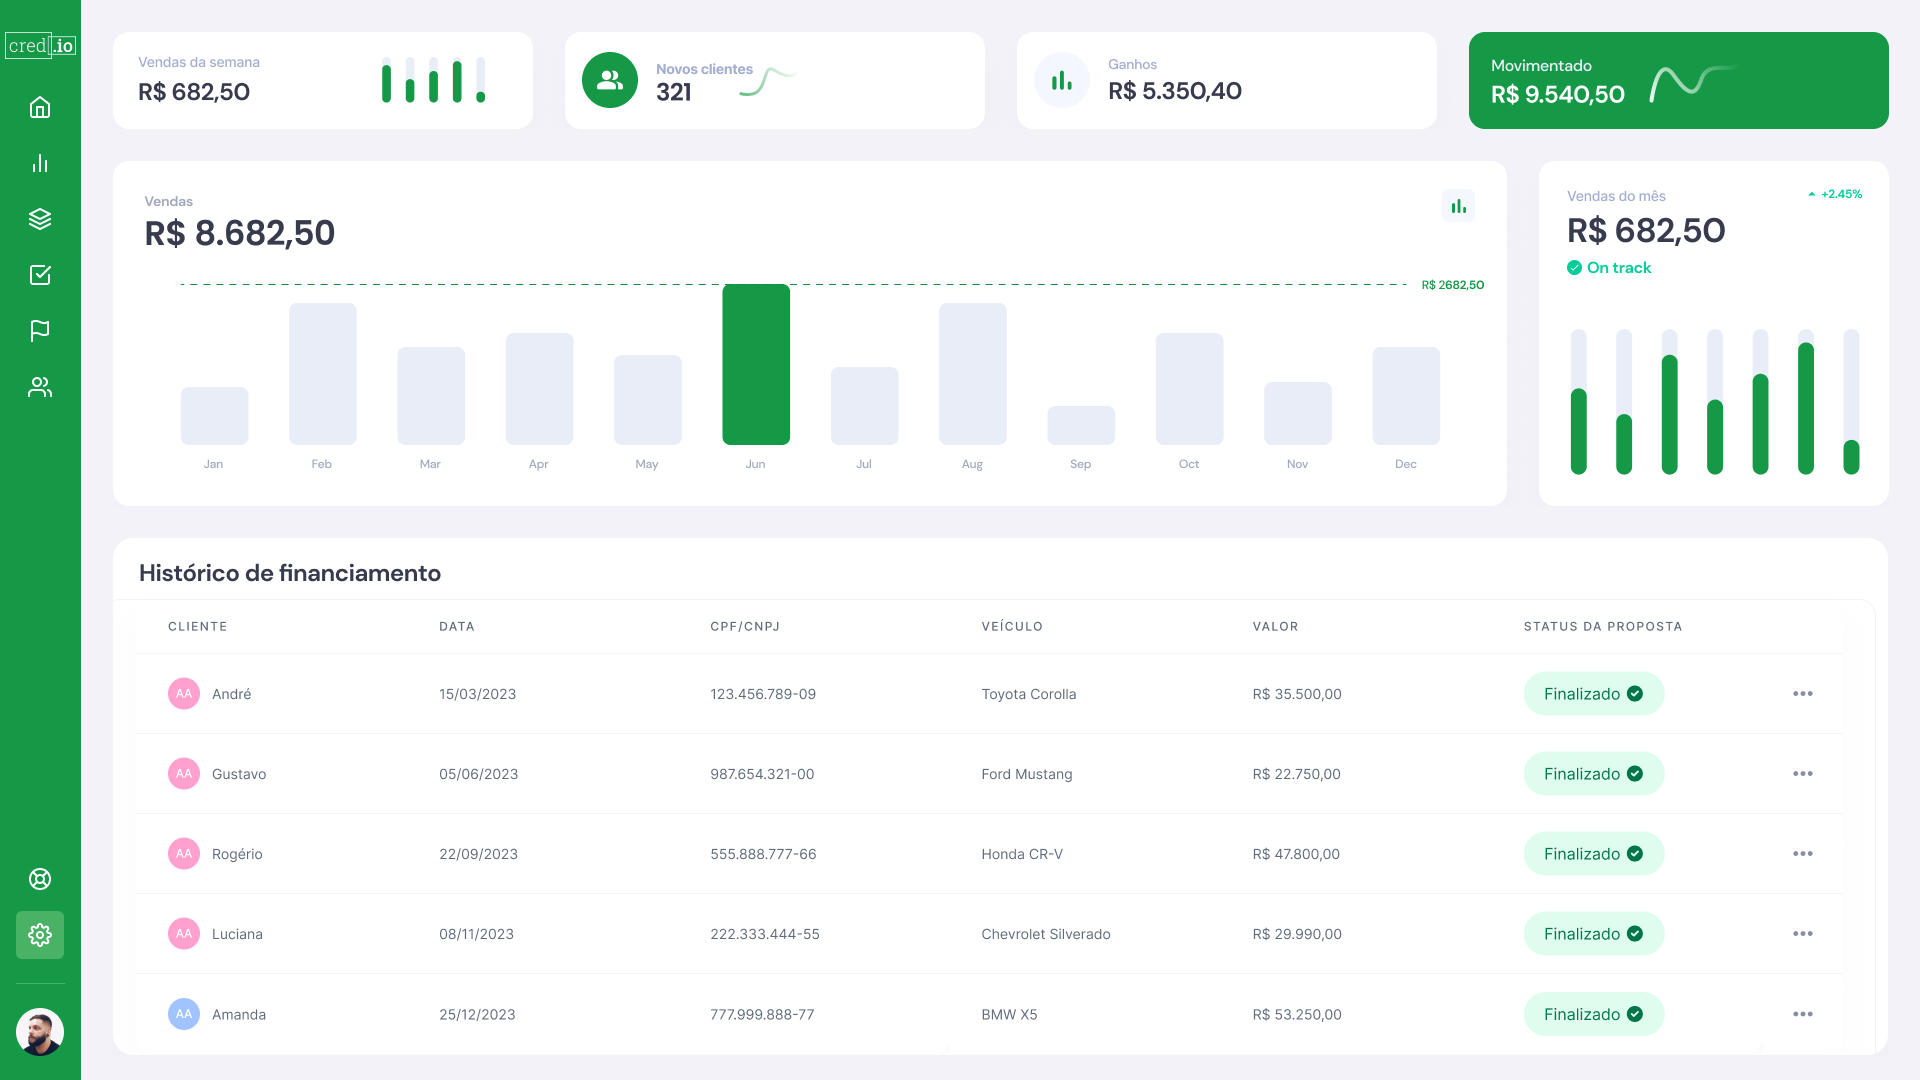 cred.io
Vendas da semana
R$ 682,50
Novos clientes
321
Ganhos
R$ 5.350,40
Movimentado
R$ 9.540,50
Vendas
R$ 8.682,50
R$ 2682,50
Jan Feb Mar Apr May Jun Jul Aug Sep Oct Nov Dec
Vendas do mês
+2.45%
R$ 682,50
On track
Histórico de financiamento
CLIENTE DATA CPF/CNPJ VEÍCULO VALOR STATUS DA PROPOSTA
AA André 15/03/2023 123.456.789-09 Toyota Corolla R$ 35.500,00 Finalizado
AA Gustavo 05/06/2023 987.654.321-00 Ford Mustang R$ 22.750,00 Finalizado
AA Rogério 22/09/2023 555.888.777-66 Honda CR-V R$ 47.800,00 Finalizado
AA Luciana 08/11/2023 222.333.444-55 Chevrolet Silverado R$ 29.990,00 Finalizado
AA Amanda 25/12/2023 777.999.888-77 BMW X5 R$ 53.250,00 Finalizado